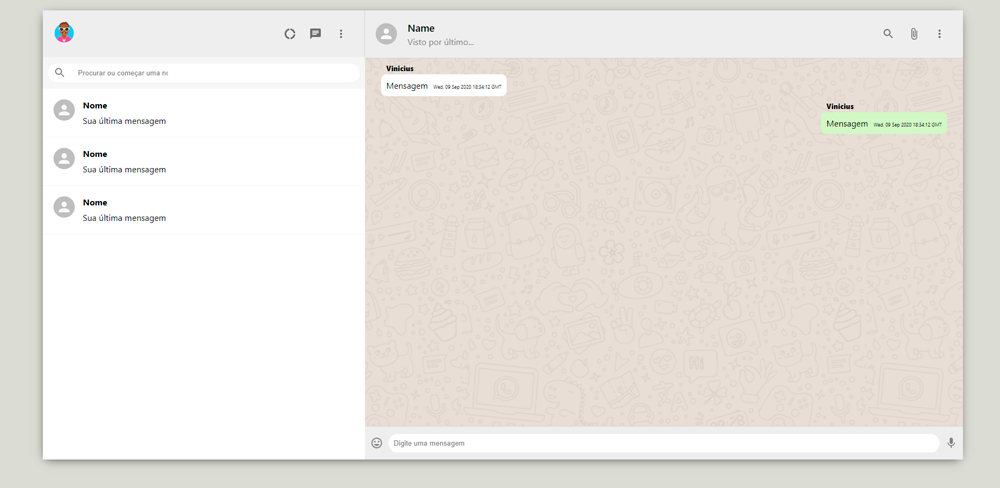 Procurar ou começar uma no
Nome
Sua última mensagem
Nome
Sua última mensagem
Nome
Sua última mensagem
Name
Visto por último...
Vinicius
Mensagem Wed, 09 Sep 2020 18:34:12 GMT
Vinicius
Mensagem Wed, 09 Sep 2020 18:34:12 GMT
Digite uma mensagem